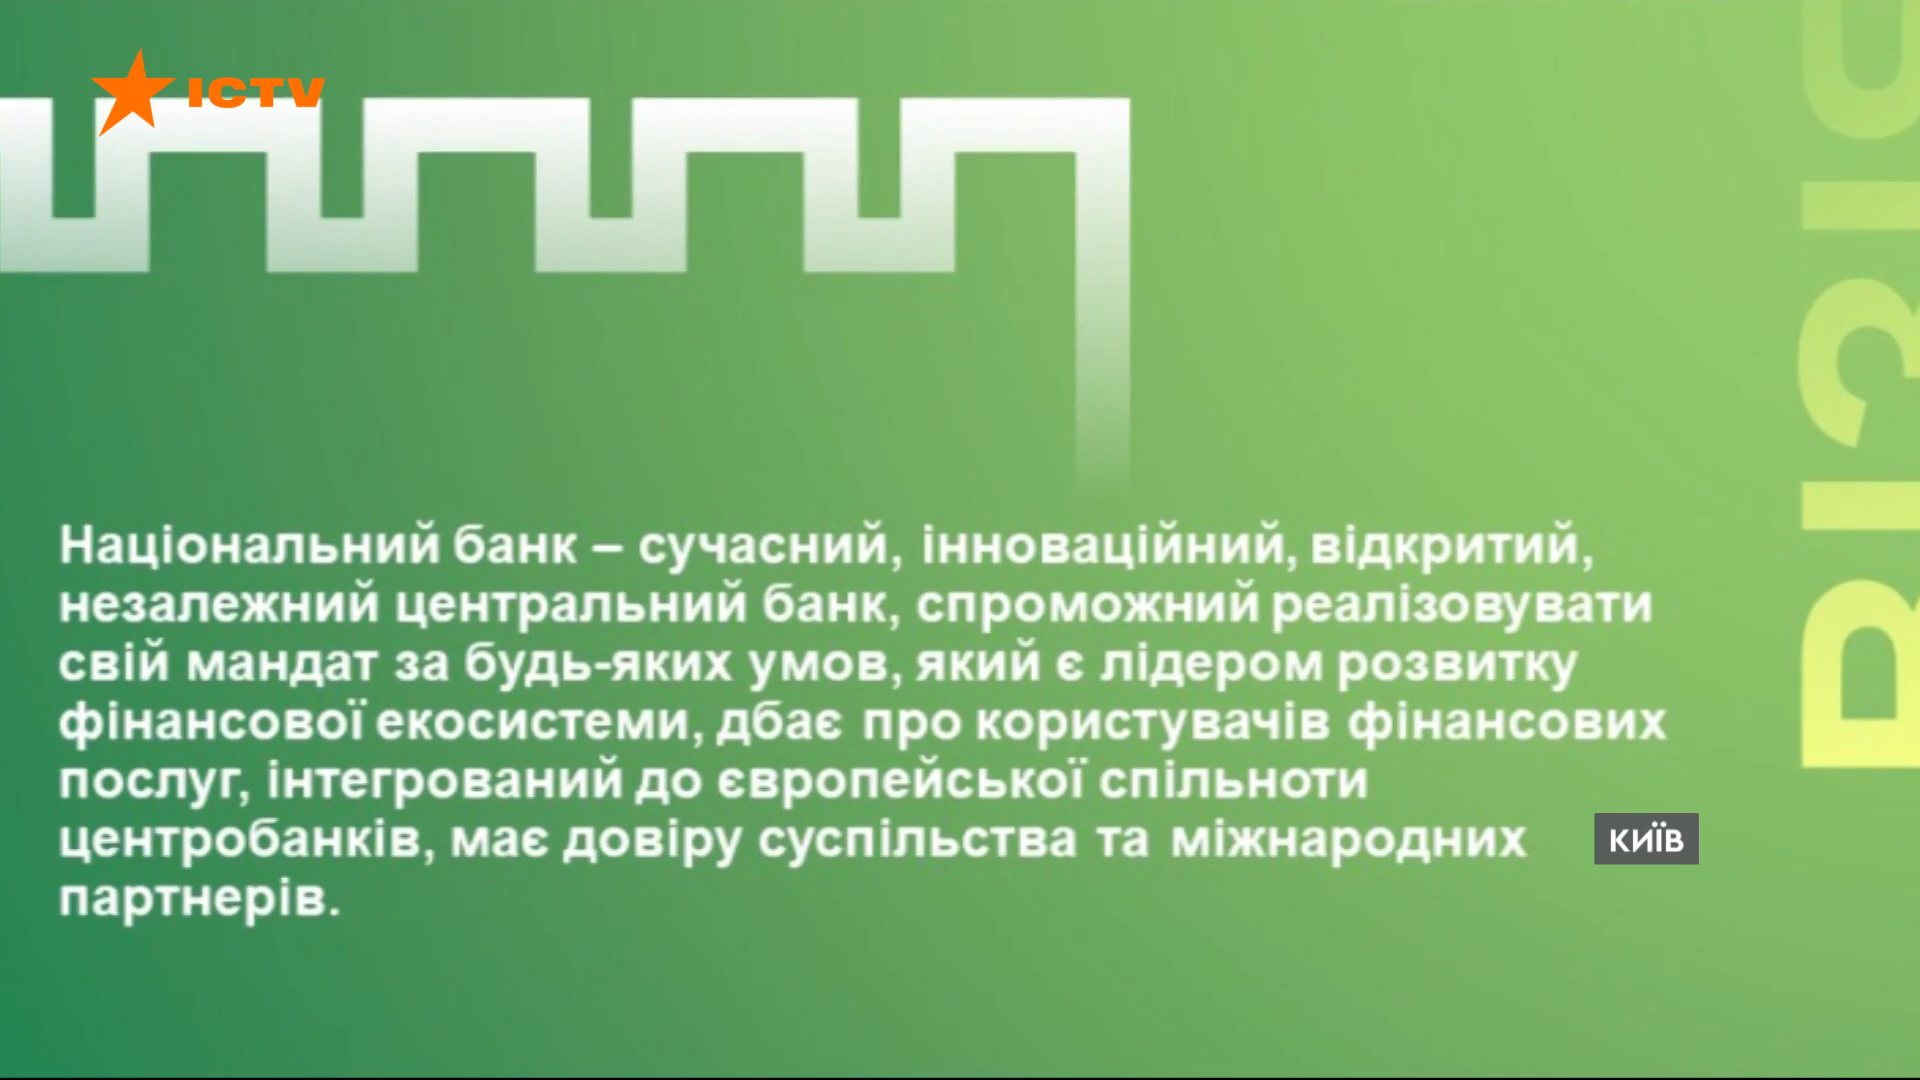 ICTV
Національний банк – сучасний, інноваційний, відкритий,
незалежний центральний банк, спроможний реалізовувати
свій мандат за будь-яких умов, який є лідером розвитку
фінансової екосистеми, дбає про користувачів фінансових
послуг, інтегрований до європейської спільноти
центробанків, має довіру суспільства та міжнародних
партнерів.
КИЇВ